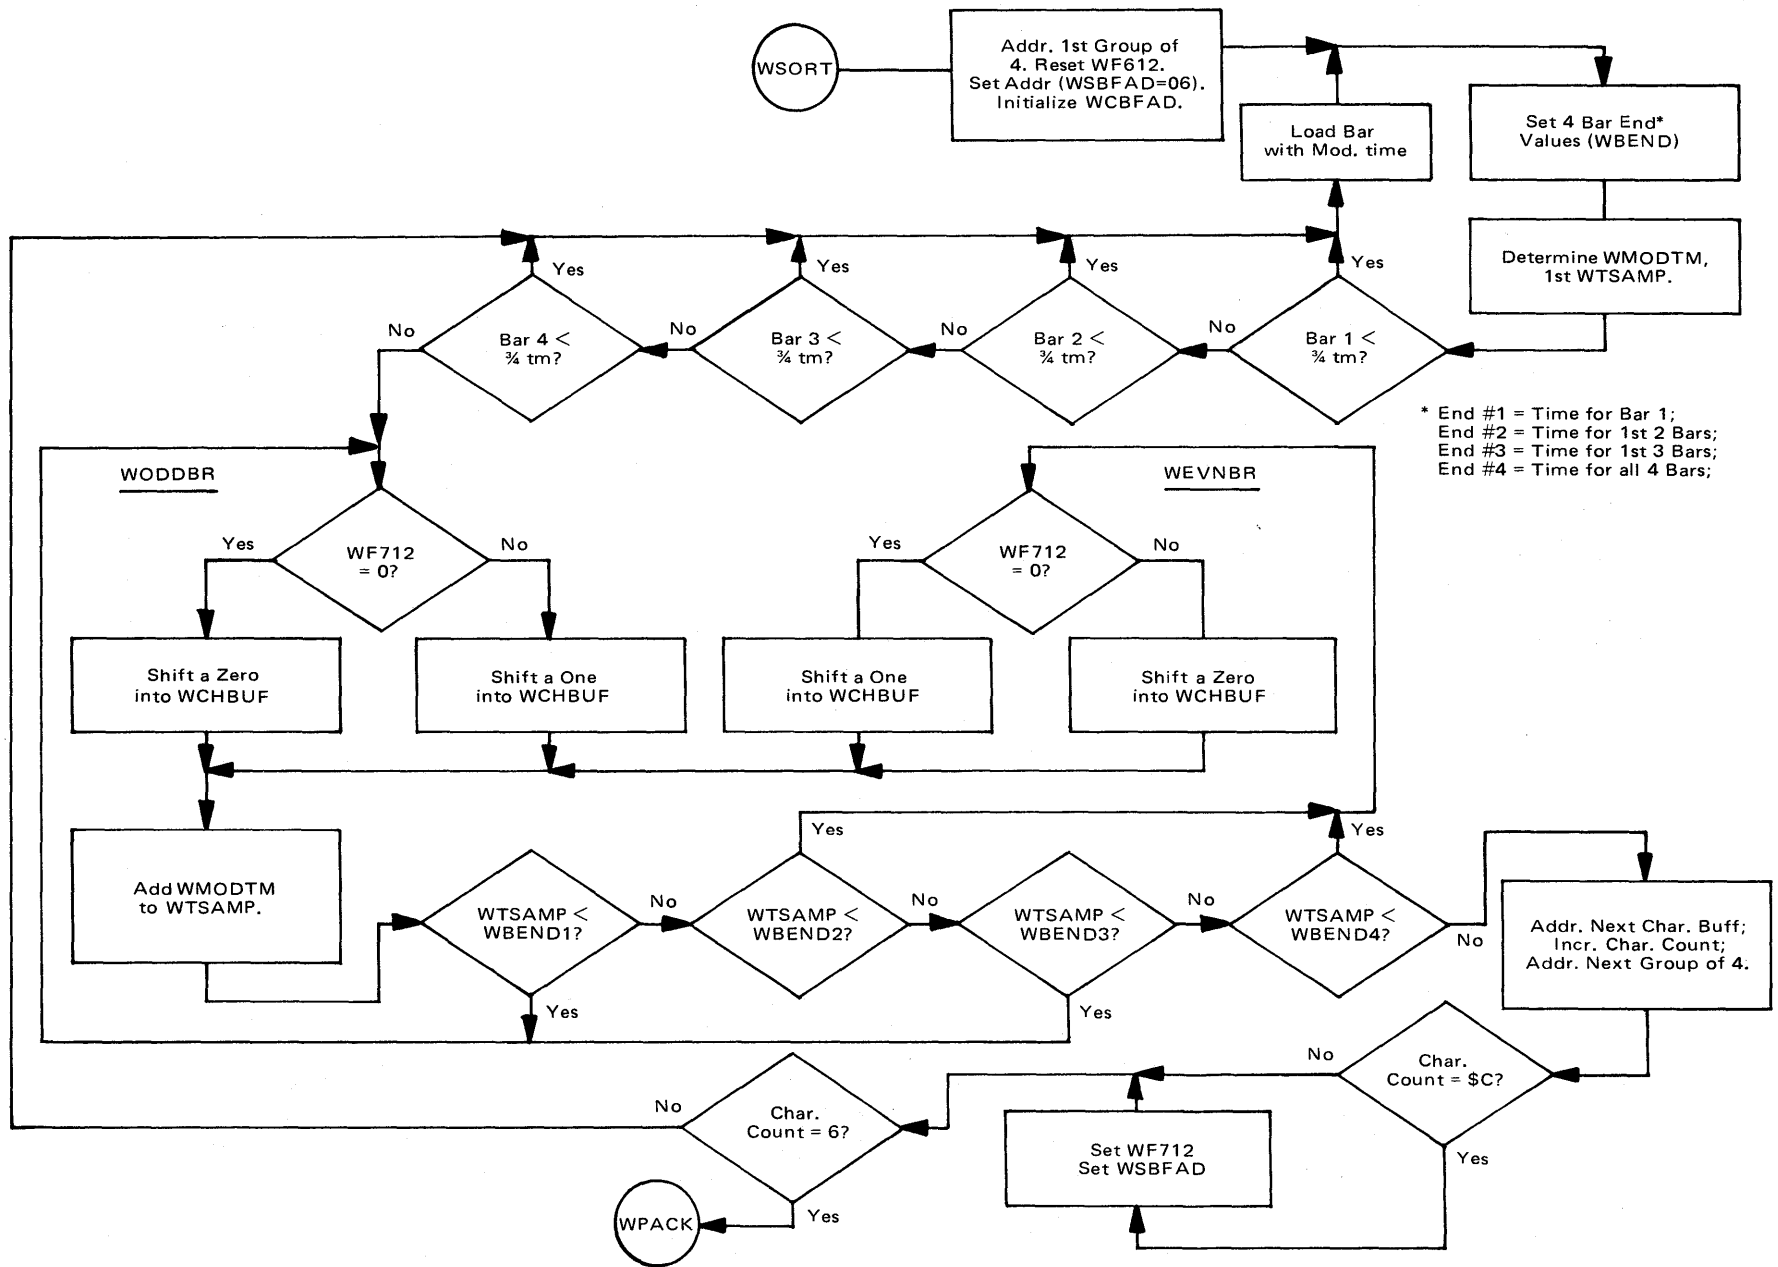 WSORT
Addr. 1st Group of
4. Reset WF612.
Set Addr (WSBFAD=06).
Initialize WCBFAD.
Load Bar
with Mod. time
Set 4 Bar End*
Values (WBEND)
Determine WMODTM,
1st WTSAMP.
Yes
Yes
Yes
Yes
No
Bar 4 <
¾ tm?
No
Bar 3 <
¾ tm?
No
Bar 2 <
¾ tm?
No
Bar 1 <
¾ tm?
* End #1 = Time for Bar 1;
End #2 = Time for 1st 2 Bars;
End #3 = Time for 1st 3 Bars;
End #4 = Time for all 4 Bars;
WODDBR
WEVNBR
Yes
WF712
= 0?
No
Yes
WF712
= 0?
No
Shift a Zero
into WCHBUF
Shift a One
into WCHBUF
Shift a One
into WCHBUF
Shift a Zero
into WCHBUF
Add WMODTM
to WTSAMP.
WTSAMP <
WBEND1?
No
Yes
WTSAMP <
WBEND2?
Yes
No
WTSAMP <
WBEND3?
No
Yes
WTSAMP <
WBEND4?
Yes
No
Addr. Next Char. Buff;
Incr. Char. Count;
Addr. Next Group of 4.
Char.
Count = $C?
No
Yes
Set WF712
Set WSBFAD
Char.
Count = 6?
No
Yes
WPACK